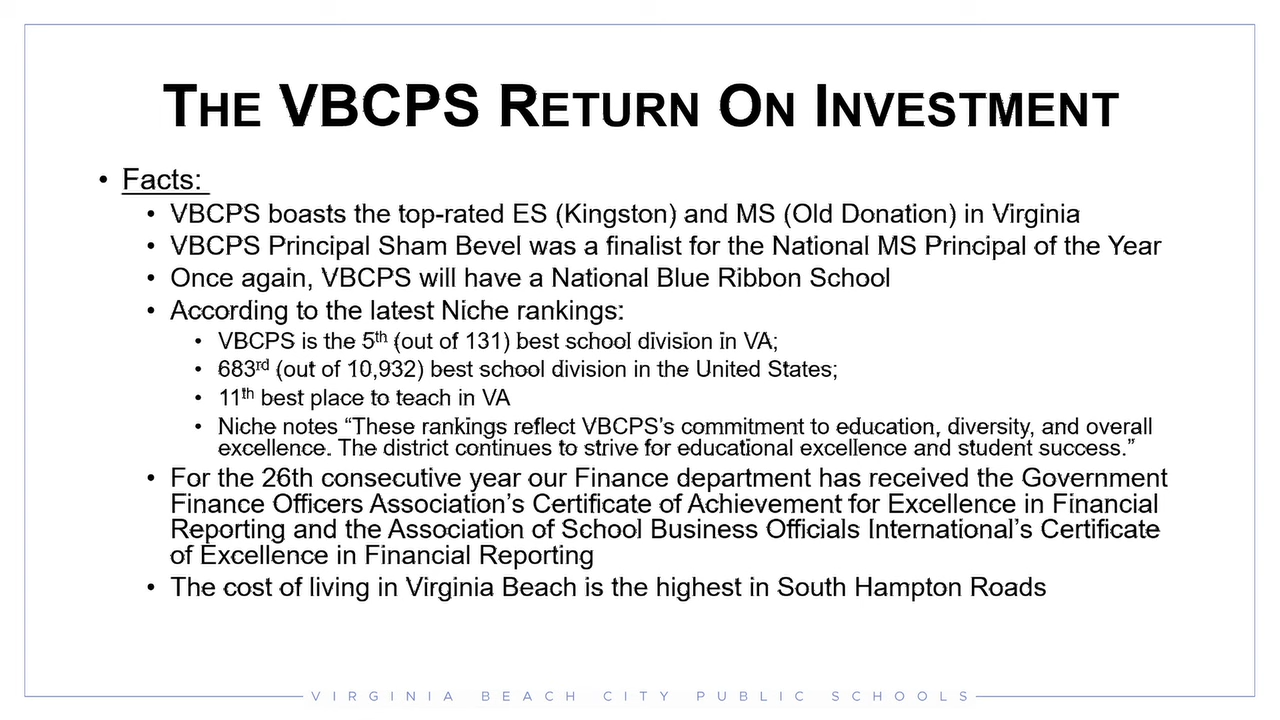 THE VBCPS RETURN ON INVESTMENT
• Facts:
• VBCPS boasts the top-rated ES (Kingston) and MS (Old Donation) in Virginia
• VBCPS Principal Sham Bevel was a finalist for the National MS Principal of the Year
• Once again, VBCPS will have a National Blue Ribbon School
• According to the latest Niche rankings:
• VBCPS is the 5th (out of 131) best school division in VA;
• 683rd (out of 10,932) best school division in the United States;
• 11th best place to teach in VA
• Niche notes “These rankings reflect VBCPS’s commitment to education, diversity, and overall
excellence. The district continues to strive for educational excellence and student success.”
• For the 26th consecutive year our Finance department has received the Government
Finance Officers Association’s Certificate of Achievement for Excellence in Financial
Reporting and the Association of School Business Officials International’s Certificate
of Excellence in Financial Reporting
• The cost of living in Virginia Beach is the highest in South Hampton Roads
VIRGINIA BEACH CITY PUBLIC SCHOOLS